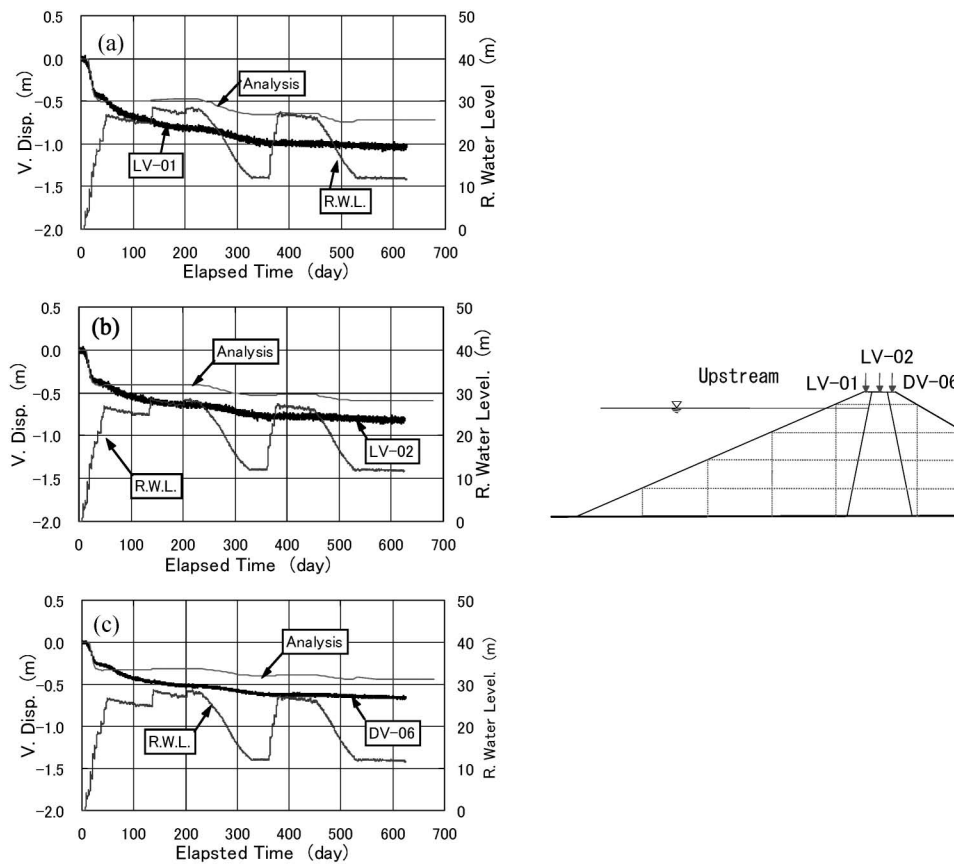 (a)
0.5
0.0
-0.5
-1.0
-1.5
-2.0
V. Disp. (m)
50
40
30
20
10
0
R. Water Level (m)
Analysis
LV-01
R.W.L.
0 100 200 300 400 500 600 700
Elapsed Time (day)
(b)
0.5
0.0
-0.5
-1.0
-1.5
-2.0
V. Disp. (m)
50
40
30
20
10
0
R. Water Level. (m)
Analysis
LV-02
R.W.L.
0 100 200 300 400 500 600 700
Elapsed Time (day)
(c)
0.0
-0.5
-1.0
-1.5
-2.0
V. Disp. (m)
50
40
30
20
10
0
R. Water Level. (m)
Analysis
DV-06
R.W.L.
0 100 200 300 400 500 600 700
Elapsted Time (day)
LV-02
Upstream LV-01 DV-06